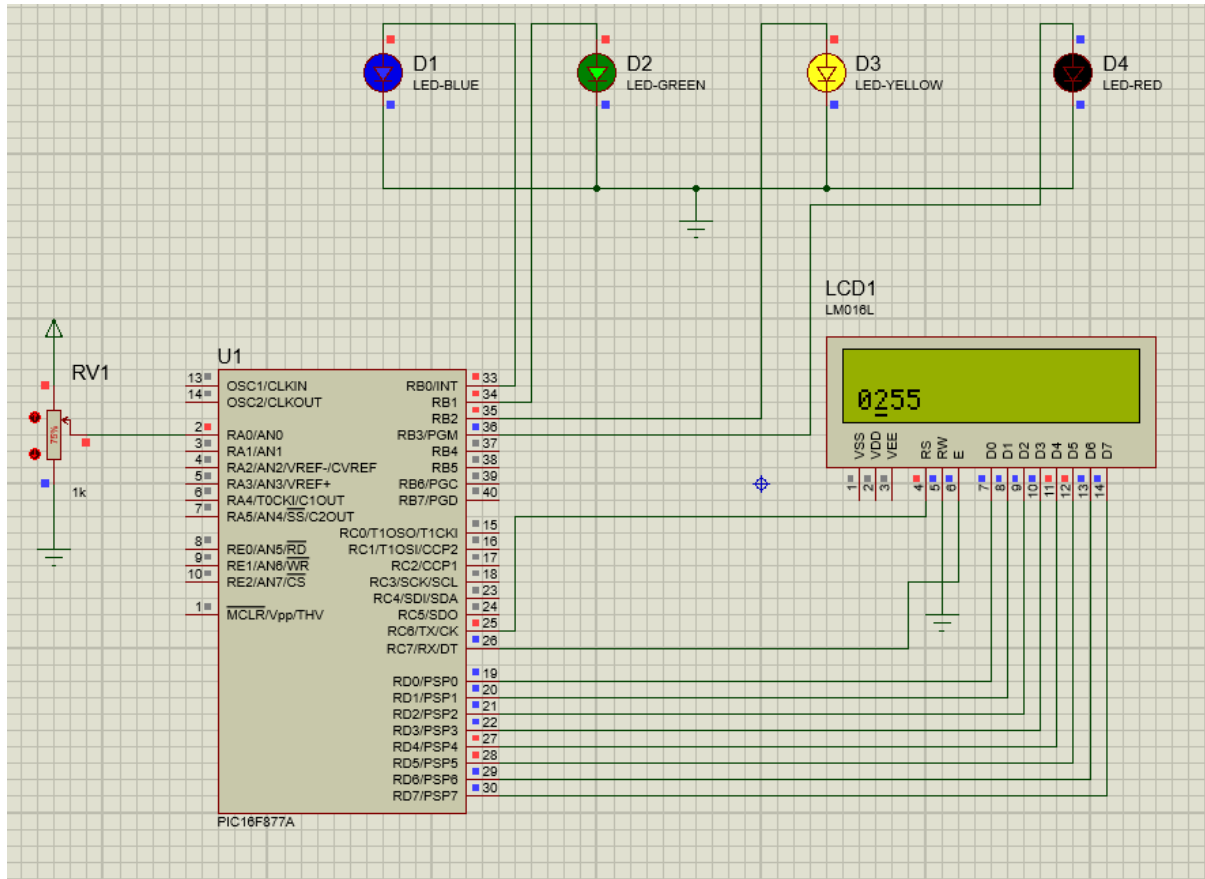 D1
LED-BLUE
D2
LED-GREEN
D3
LED-YELLOW
D4
LED-RED
LCD1
LM016L
0255
VSS
VDD
VEE
RS
RW
E
D0
D1
D2
D3
D4
D5
D6
D7
1
2
3
4
5
6
7
8
9
10
11
12
13
14
RV1
75%
1k
U1
13 OSC1/CLKIN
14 OSC2/CLKOUT
2 RA0/AN0
3 RA1/AN1
4 RA2/AN2/VREF-/CVREF
5 RA3/AN3/VREF+
6 RA4/T0CKI/C1OUT
7 RA5/AN4/SS/C2OUT
8 RE0/AN5/RD
9 RE1/AN6/WR
10 RE2/AN7/CS
1 MCLR/Vpp/THV
RB0/INT 33
RB1 34
RB2 35
RB3/PGM 36
RB4 37
RB5 38
RB6/PGC 39
RB7/PGD 40
RC0/T1OSO/T1CKI 15
RC1/T1OSI/CCP2 16
RC2/CCP1 17
RC3/SCK/SCL 18
RC4/SDI/SDA 23
RC5/SDO 24
RC6/TX/CK 25
RC7/RX/DT 26
RD0/PSP0 19
RD1/PSP1 20
RD2/PSP2 21
RD3/PSP3 22
RD4/PSP4 27
RD5/PSP5 28
RD6/PSP6 29
RD7/PSP7 30
PIC16F877A